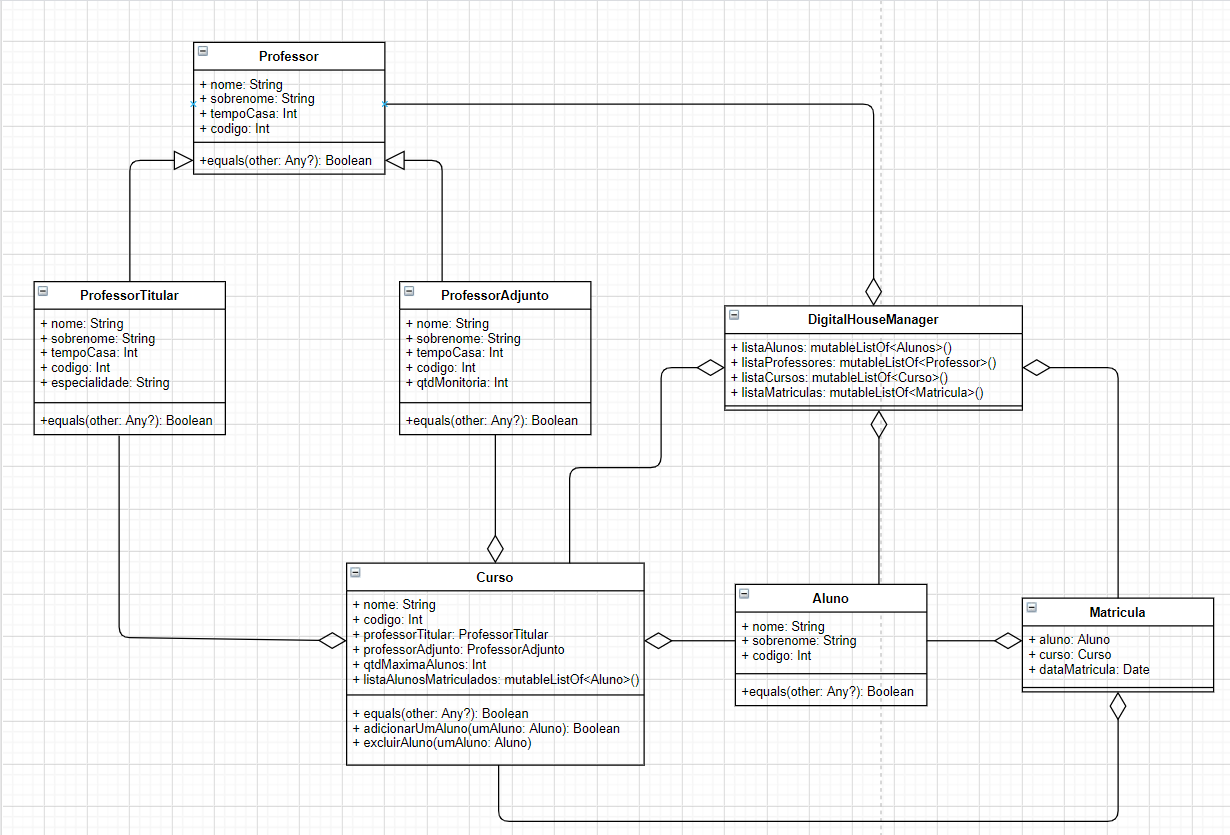 Professor
+ nome: String
+ sobrenome: String
+ tempoCasa: Int
+ codigo: Int
+equals(other: Any?): Boolean
ProfessorTitular
+ nome: String
+ sobrenome: String
+ tempoCasa: Int
+ codigo: Int
+ especialidade: String
+equals(other: Any?): Boolean
ProfessorAdjunto
+ nome: String
+ sobrenome: String
+ tempoCasa: Int
+ codigo: Int
+ qtdMonitoria: Int
+equals(other: Any?): Boolean
DigitalHouseManager
+ listaAlunos: mutableListOf<Alunos>()
+ listaProfessores: mutableListOf<Professor>()
+ listaCursos: mutableListOf<Curso>()
+ listaMatriculas: mutableListOf<Matricula>()
Curso
+ nome: String
+ codigo: Int
+ professorTitular: ProfessorTitular
+ professorAdjunto: ProfessorAdjunto
+ qtdMaximaAlunos: Int
+ listaAlunosMatriculados: mutableListOf<Aluno>()
+ equals(other: Any?): Boolean
+ adicionarUmAluno(umAluno: Aluno): Boolean
+ excluirAluno(umAluno: Aluno)
Aluno
+ nome: String
+ sobrenome: String
+ codigo: Int
+equals(other: Any?): Boolean
Matricula
+ aluno: Aluno
+ curso: Curso
+ dataMatricula: Date